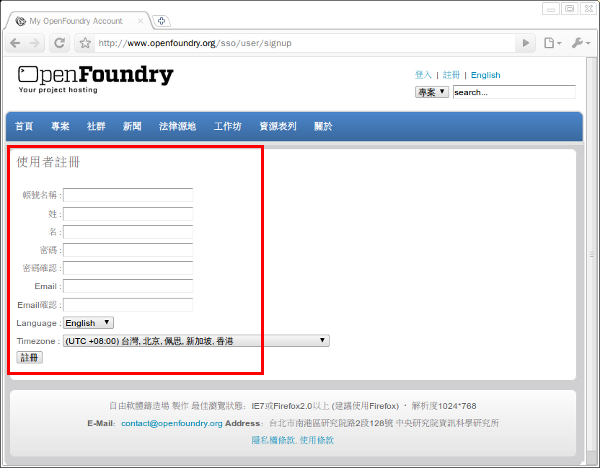 My OpenFoundry Account
http://www.openfoundry.org/sso/user/signup
OpenFoundry
Your project hosting
登入 | 註冊 | English
專案 search...
首頁 專案 社群 新聞 法律源地 工作坊 資源表列 關於
使用者註冊
帳號名稱 :
姓 :
名 :
密碼 :
密碼確認 :
Email :
Email確認 :
Language : English
Timezone : (UTC +08:00) 台灣, 北京, 佩思, 新加坡, 香港
註冊
自由軟體鑄造場 製作 最佳瀏覽狀態：IE7或Firefox2.0以上 (建議使用Firefox) ・ 解析度1024*768
E-Mail: contact@openfoundry.org Address: 台北市南港區研究院路2段128號 中央研究院資訊科學研究所
隱私權條款, 使用條款